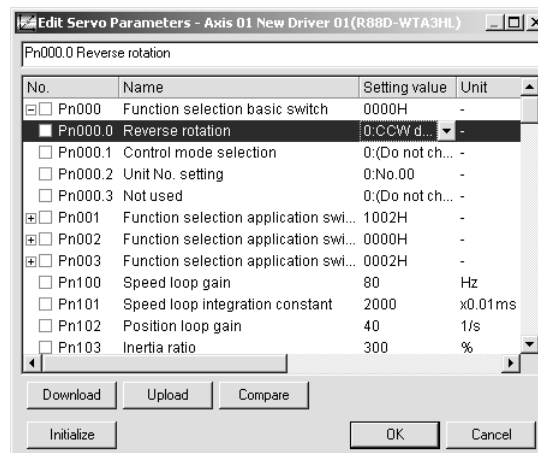 Edit Servo Parameters - Axis 01 New Driver 01(R88D-WTA3HL)
Pn000.0 Reverse rotation
No. Name Setting value Unit
Pn000 Function selection basic switch 0000H -
Pn000.0 Reverse rotation 0:CCW d... -
Pn000.1 Control mode selection 0:(Do not ch... -
Pn000.2 Unit No. setting 0:No.00 -
Pn000.3 Not used 0:(Do not ch... -
Pn001 Function selection application swi... 1002H -
Pn002 Function selection application swi... 0000H -
Pn003 Function selection application swi... 0002H -
Pn100 Speed loop gain 80 Hz
Pn101 Speed loop integration constant 2000 x0.01ms
Pn102 Position loop gain 40 1/s
Pn103 Inertia ratio 300 %
Download Upload Compare
Initialize OK Cancel